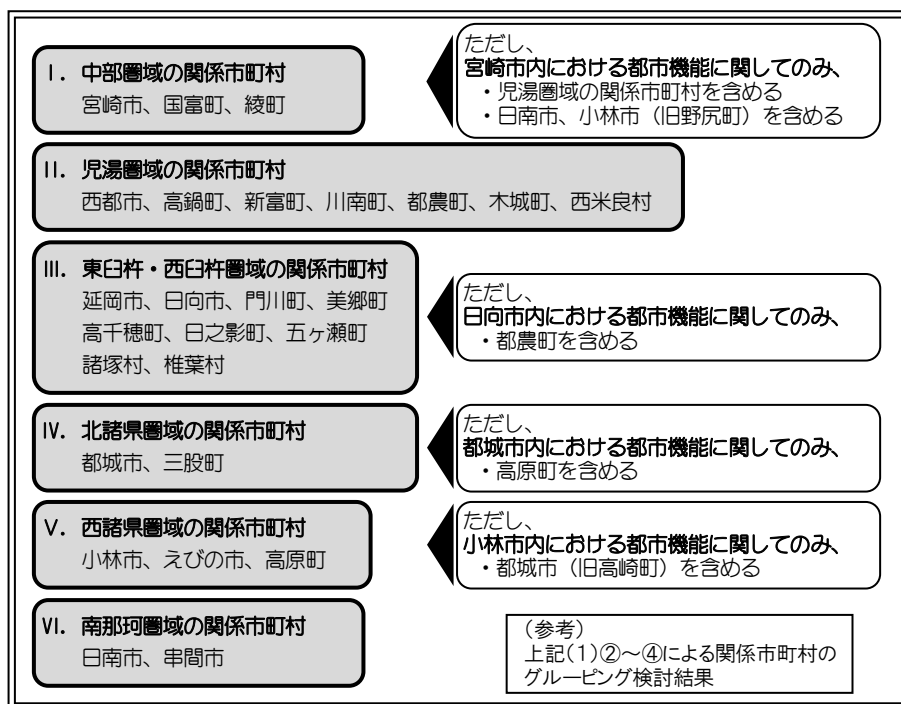 Ⅰ. 中部圏域の関係市町村
宮崎市、国富町、綾町
ただし、
宮崎市内における都市機能に関してのみ、
・児湯圏域の関係市町村を含める
・日南市、小林市（旧野尻町）を含める
Ⅱ. 児湯圏域の関係市町村
西都市、高鍋町、新富町、川南町、都農町、木城町、西米良村
Ⅲ. 東臼杵・西臼杵圏域の関係市町村
延岡市、日向市、門川町、美郷町
高千穂町、日之影町、五ヶ瀬町
諸塚村、椎葉村
ただし、
日向市内における都市機能に関してのみ、
・都農町を含める
Ⅳ. 北諸県圏域の関係市町村
都城市、三股町
ただし、
都城市内における都市機能に関してのみ、
・高原町を含める
Ⅴ. 西諸県圏域の関係市町村
小林市、えびの市、高原町
ただし、
小林市内における都市機能に関してのみ、
・都城市（旧高崎町）を含める
Ⅵ. 南那珂圏域の関係市町村
日南市、串間市
（参考）
上記(1)②～④による関係市町村の
グルーピング検討結果